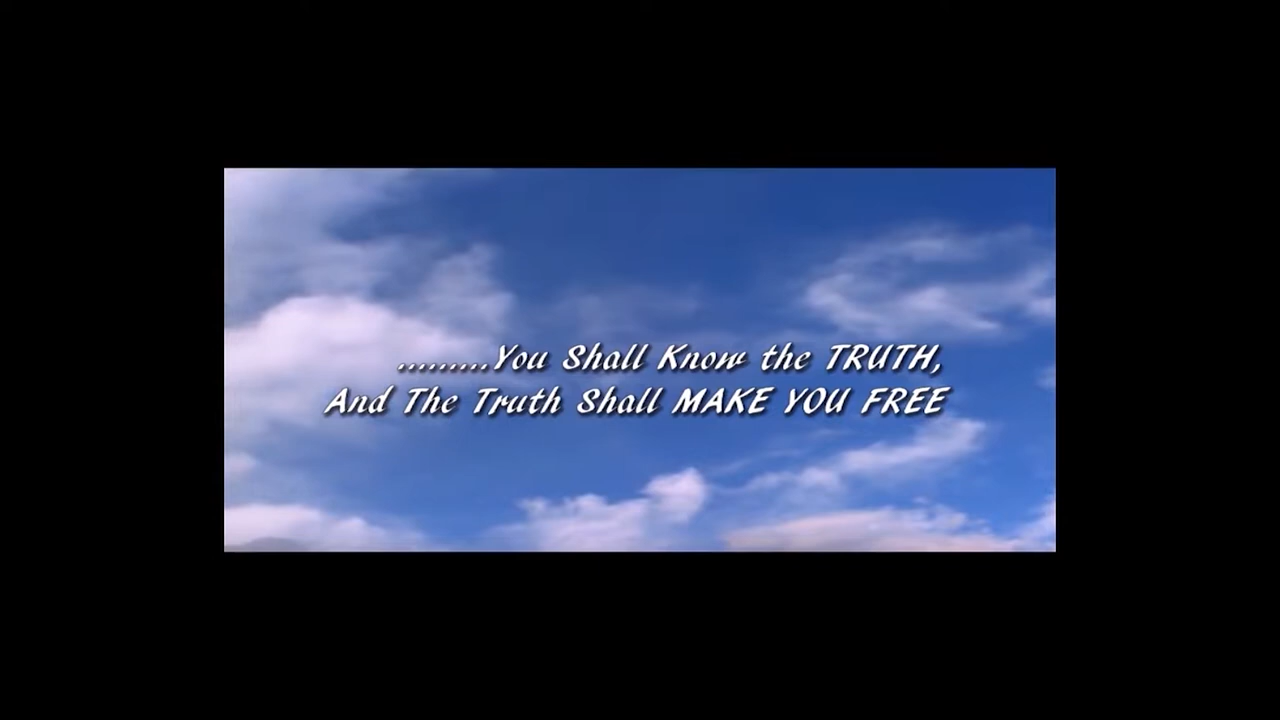 .........You Shall Know the TRUTH,
And The Truth Shall MAKE YOU FREE